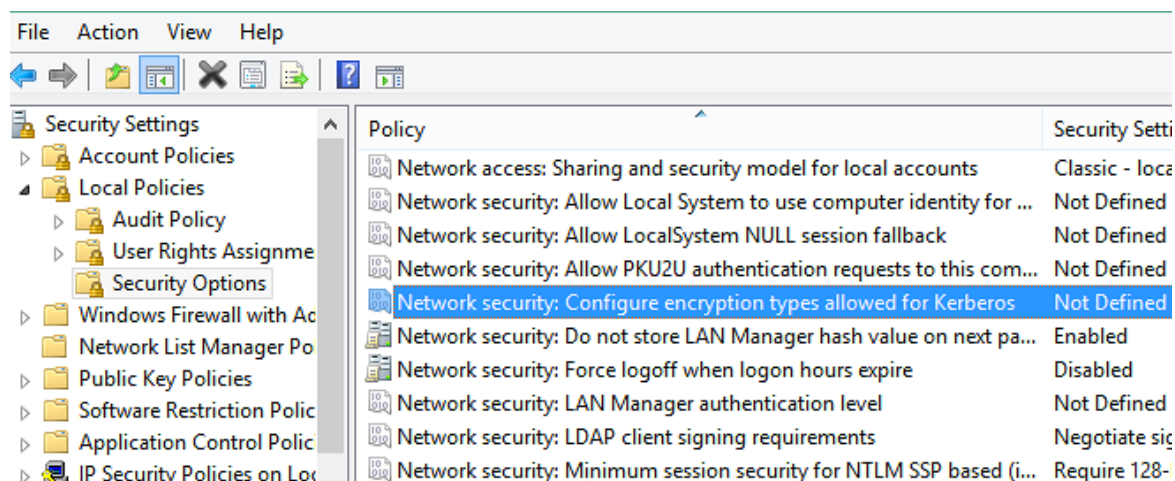 File Action View Help
Security Settings
Account Policies
Local Policies
Audit Policy
User Rights Assignme
Security Options
Windows Firewall with Ad
Network List Manager Po
Public Key Policies
Software Restriction Polic
Application Control Polic
IP Security Policies on Loc
Policy Security Setti
Network access: Sharing and security model for local accounts Classic - loca
Network security: Allow Local System to use computer identity for ... Not Defined
Network security: Allow LocalSystem NULL session fallback Not Defined
Network security: Allow PKU2U authentication requests to this com... Not Defined
Network security: Configure encryption types allowed for Kerberos Not Defined
Network security: Do not store LAN Manager hash value on next pa... Enabled
Network security: Force logoff when logon hours expire Disabled
Network security: LAN Manager authentication level Not Defined
Network security: LDAP client signing requirements Negotiate sig
Network security: Minimum session security for NTLM SSP based (i... Require 128-